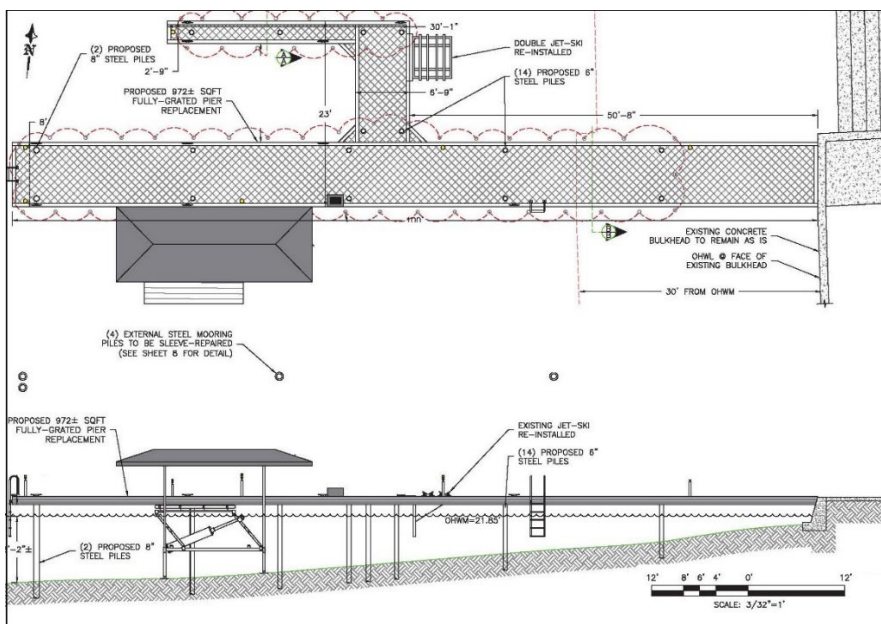 N
(2) PROPOSED
8" STEEL PILES
2'-9"
30'-1"
DOUBLE JET-SKI
RE-INSTALLED
PROPOSED 972± SQFT
FULLY-GRATED PIER
REPLACEMENT
8'
23'
6'-9"
(14) PROPOSED 6"
STEEL PILES
50'-8"
100'
EXISTING CONCRETE
BULKHEAD TO REMAIN AS IS
OHWL @ FACE OF
EXISTING BULKHEAD
30' FROM OHWM
(4) EXTERNAL STEEL MOORING
PILES TO BE SLEEVE-REPAIRED
(SEE SHEET 8 FOR DETAIL)
PROPOSED 972± SQFT
FULLY-GRATED PIER
REPLACEMENT
EXISTING JET-SKI
RE-INSTALLED
(14) PROPOSED 6"
STEEL PILES
OHWM=21.85'
'-2"±
(2) PROPOSED 8"
STEEL PILES
12' 8' 6' 4' 0' 12'
SCALE: 3/32"=1'